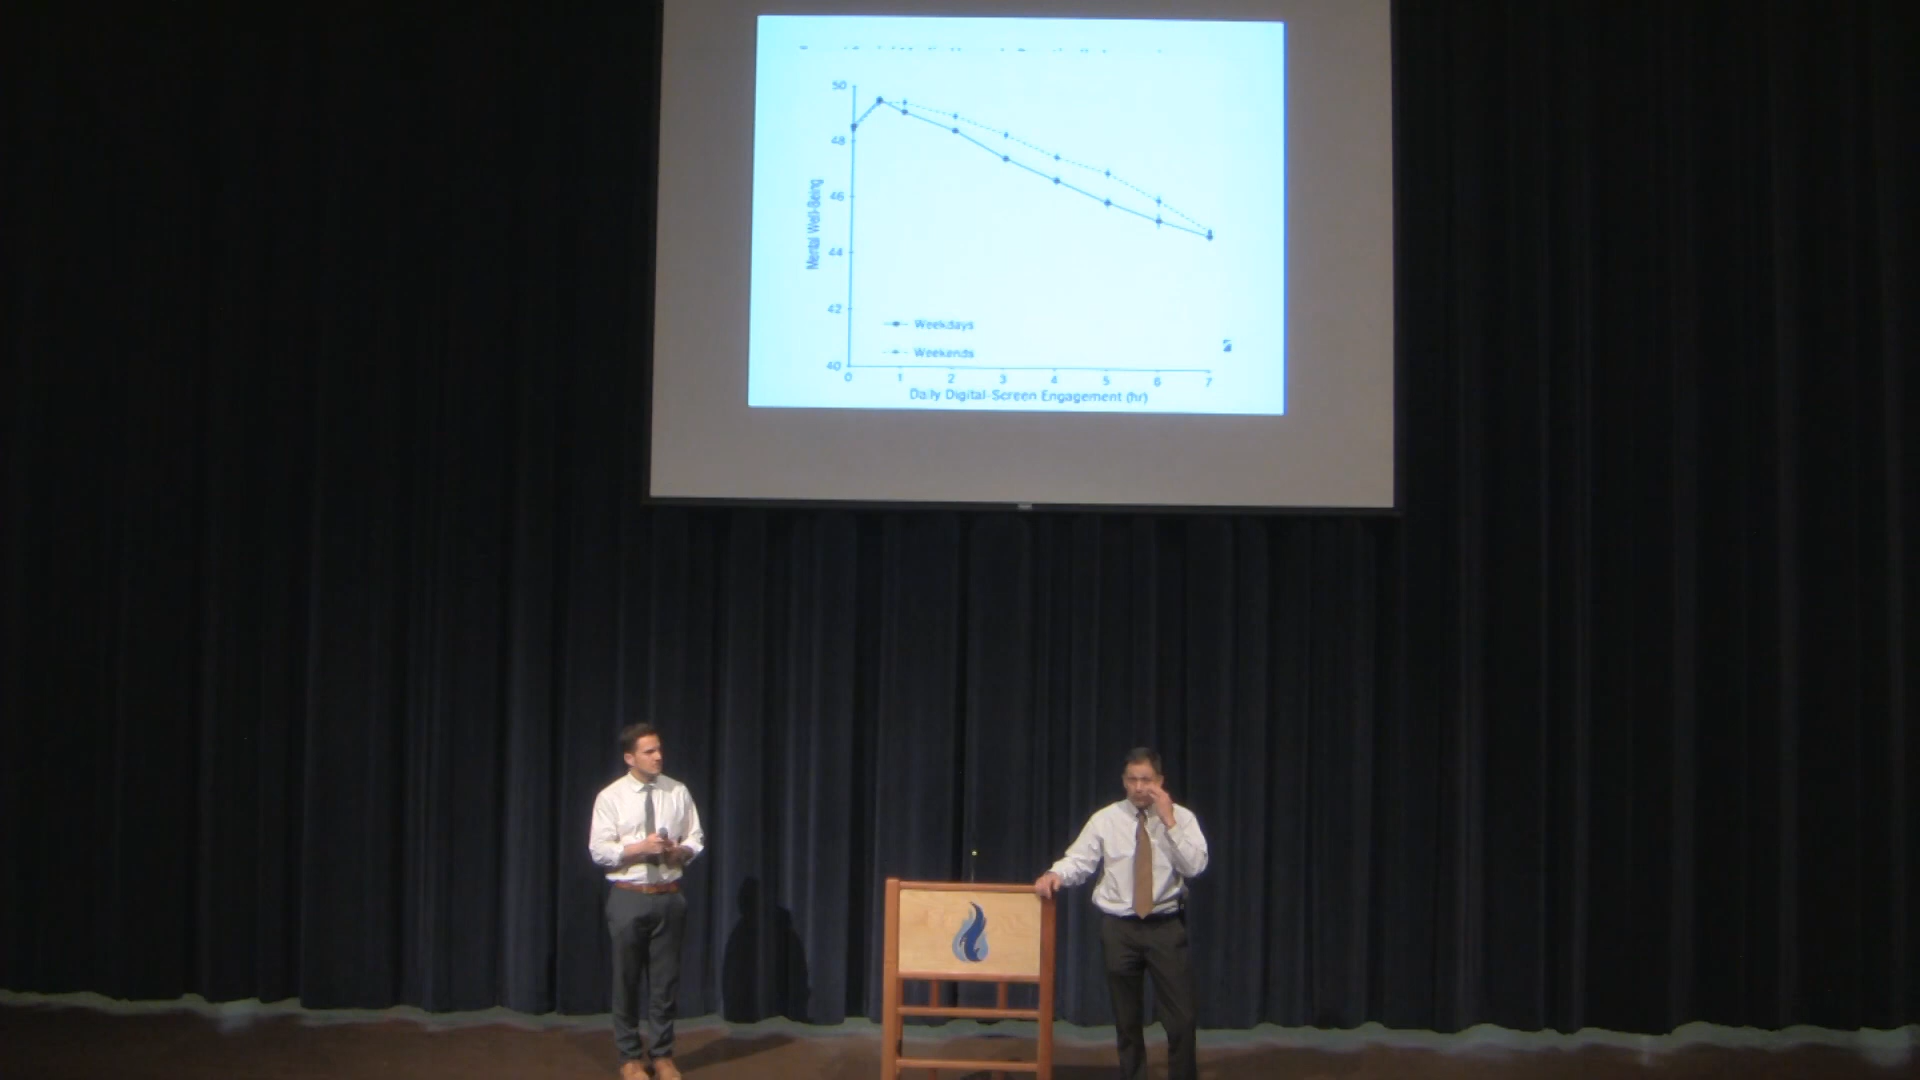 50
48
46
44
42
40
Mental Well-Being
Weekdays
Weekends
0 1 2 3 4 5 6 7
Daily Digital-Screen Engagement (hr)